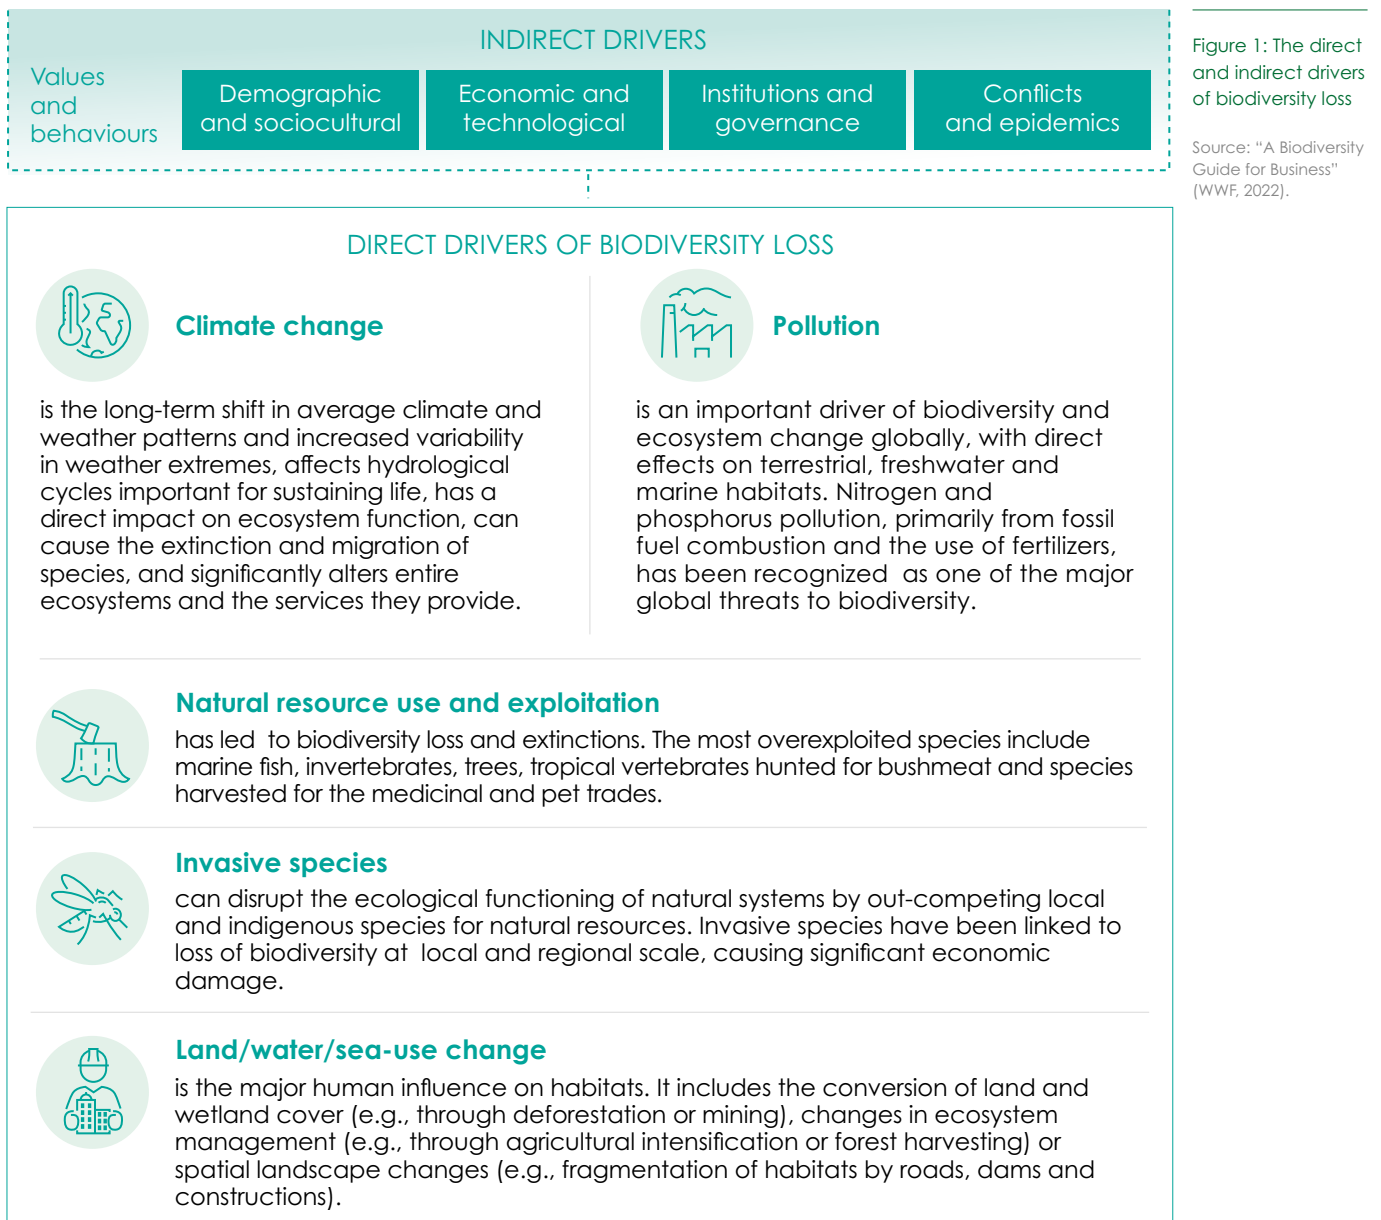 INDIRECT DRIVERS
Values
and
behaviours
Demographic
and sociocultural
Economic and
technological
Institutions and
governance
Conflicts
and epidemics
Figure 1: The direct
and indirect drivers
of biodiversity loss
Source: “A Biodiversity
Guide for Business”
(WWF, 2022).
DIRECT DRIVERS OF BIODIVERSITY LOSS
Climate change
is the long-term shift in average climate and
weather patterns and increased variability
in weather extremes, affects hydrological
cycles important for sustaining life, has a
direct impact on ecosystem function, can
cause the extinction and migration of
species, and significantly alters entire
ecosystems and the services they provide.
Pollution
is an important driver of biodiversity and
ecosystem change globally, with direct
effects on terrestrial, freshwater and
marine habitats. Nitrogen and
phosphorus pollution, primarily from fossil
fuel combustion and the use of fertilizers,
has been recognized as one of the major
global threats to biodiversity.
Natural resource use and exploitation
has led to biodiversity loss and extinctions. The most overexploited species include
marine fish, invertebrates, trees, tropical vertebrates hunted for bushmeat and species
harvested for the medicinal and pet trades.
Invasive species
can disrupt the ecological functioning of natural systems by out-competing local
and indigenous species for natural resources. Invasive species have been linked to
loss of biodiversity at local and regional scale, causing significant economic
damage.
Land/water/sea-use change
is the major human influence on habitats. It includes the conversion of land and
wetland cover (e.g., through deforestation or mining), changes in ecosystem
management (e.g., through agricultural intensification or forest harvesting) or
spatial landscape changes (e.g., fragmentation of habitats by roads, dams and
constructions).